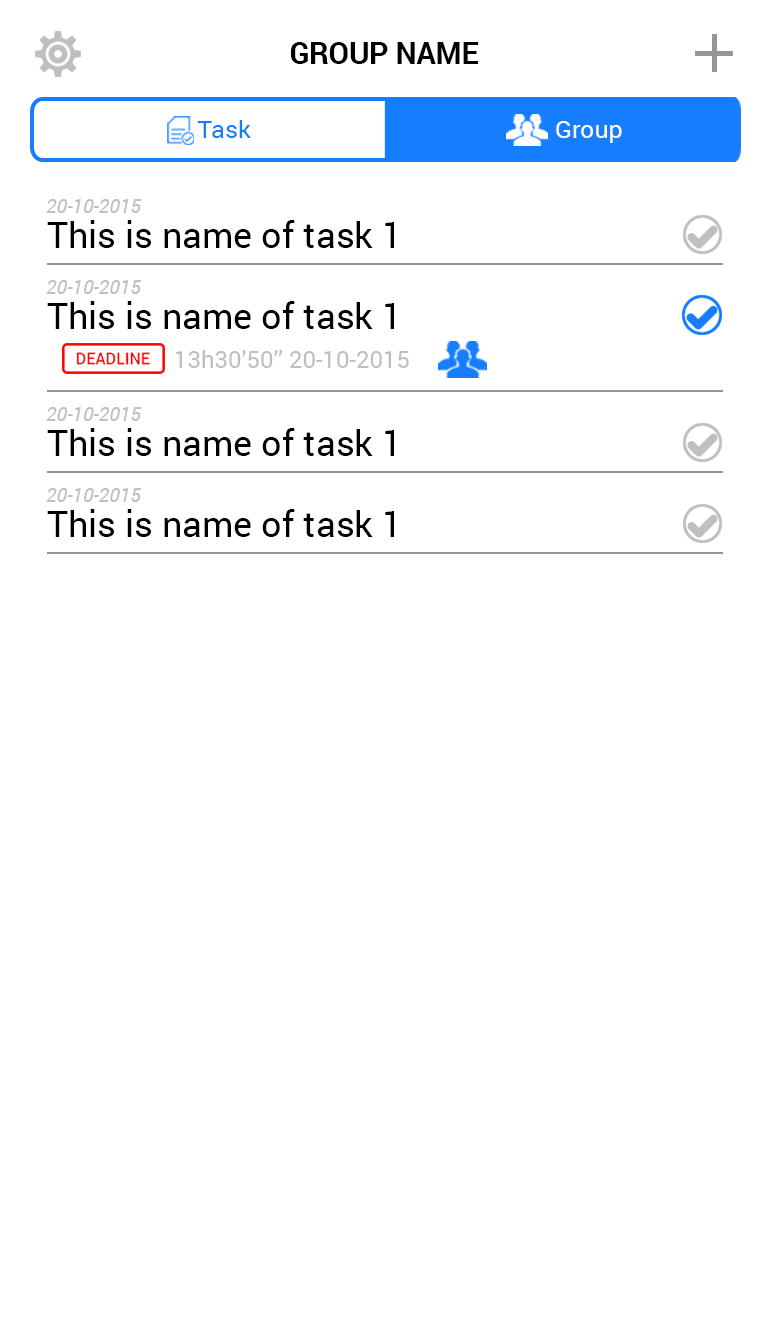 GROUP NAME
Task
Group
20-10-2015
This is name of task 1
20-10-2015
This is name of task 1
DEADLINE 13h30’50’’ 20-10-2015
20-10-2015
This is name of task 1
20-10-2015
This is name of task 1